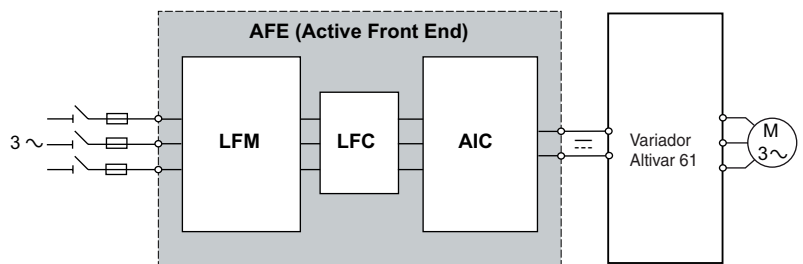 AFE (Active Front End)
LFM
LFC
AIC
3 ~
Variador
Altivar 61
M
3 ~